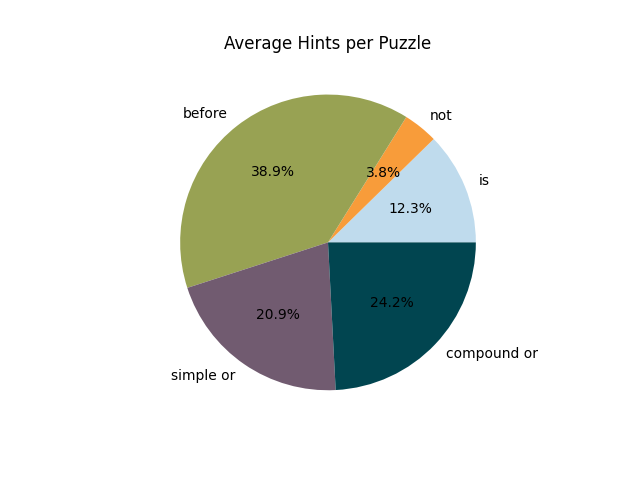 Average Hints per Puzzle
before
not
38.9%
3.8%
is
12.3%
20.9%
24.2%
compound or
simple or